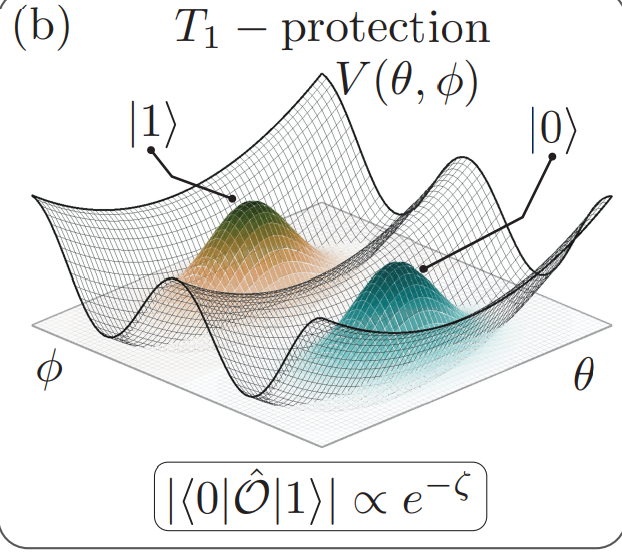 (b) T₁ − protection
V(θ, ϕ)
|1⟩
|0⟩
ϕ
θ
|⟨0|𝒪̂|1⟩| ∝ e^{−ζ}